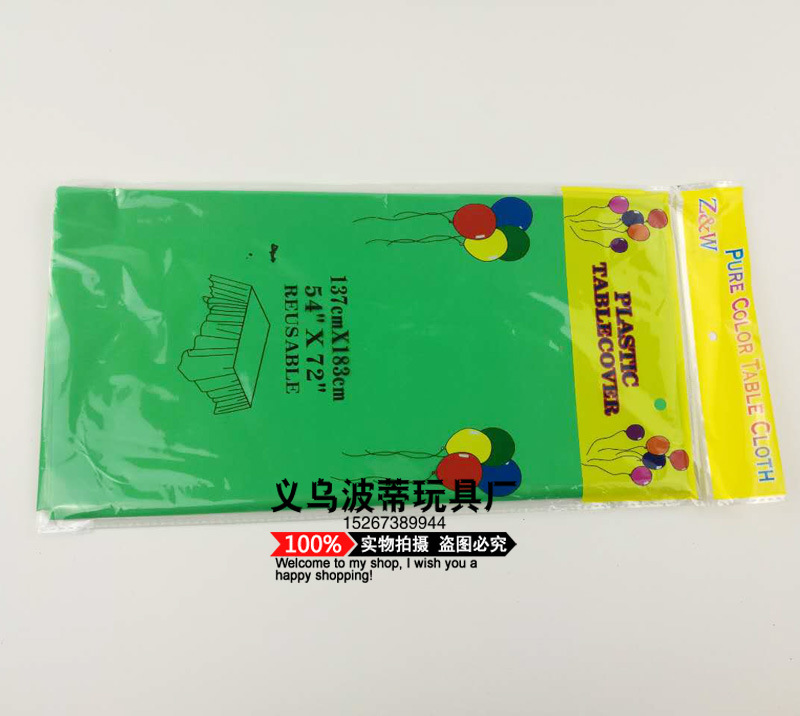 Z&W
PURE COLOR TABLE CLOTH
PLASTIC
TABLECOVER
137cmX183cm
54" X 72"
REUSABLE
义乌波蒂玩具厂
15267389944
100% 实物拍摄 盗图必究
Welcome to my shop, I wish you a
happy shopping!